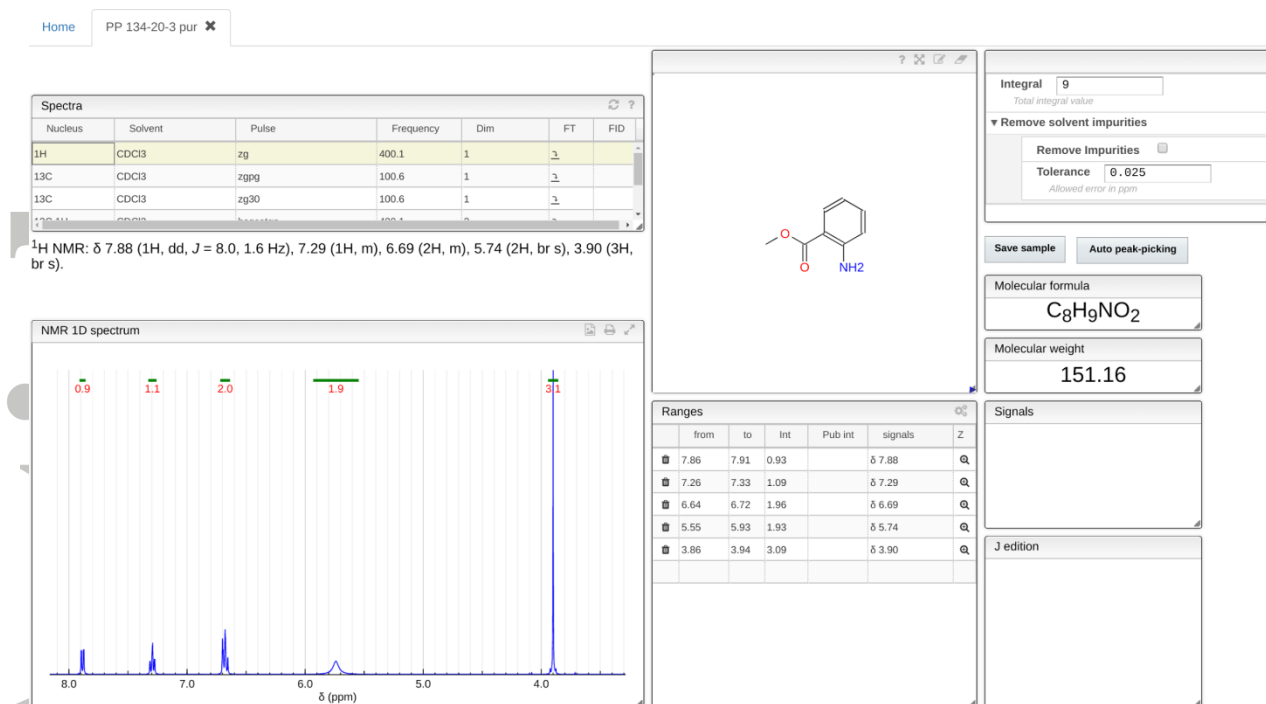 Home
PP 134-20-3 pur
Spectra
Nucleus Solvent Pulse Frequency Dim FT FID
1H CDCl3 zg 400.1 1
13C CDCl3 zgpg 100.6 1
13C CDCl3 zg30 100.6 1
1H NMR: δ 7.88 (1H, dd, J = 8.0, 1.6 Hz), 7.29 (1H, m), 6.69 (2H, m), 5.74 (2H, br s), 3.90 (3H,
br s).
NMR 1D spectrum
0.9 1.1 2.0 1.9 3.1
8.0 7.0 6.0 5.0 4.0
δ (ppm)
O
O
NH2
Ranges
from to Int Pub int signals Z
7.86 7.91 0.93 δ 7.88
7.26 7.33 1.09 δ 7.29
6.64 6.72 1.96 δ 6.69
5.55 5.93 1.93 δ 5.74
3.86 3.94 3.09 δ 3.90
Integral 9
Total integral value
Remove solvent impurities
Remove Impurities
Tolerance 0.025
Allowed error in ppm
Save sample Auto peak-picking
Molecular formula
C8H9NO2
Molecular weight
151.16
Signals
J edition